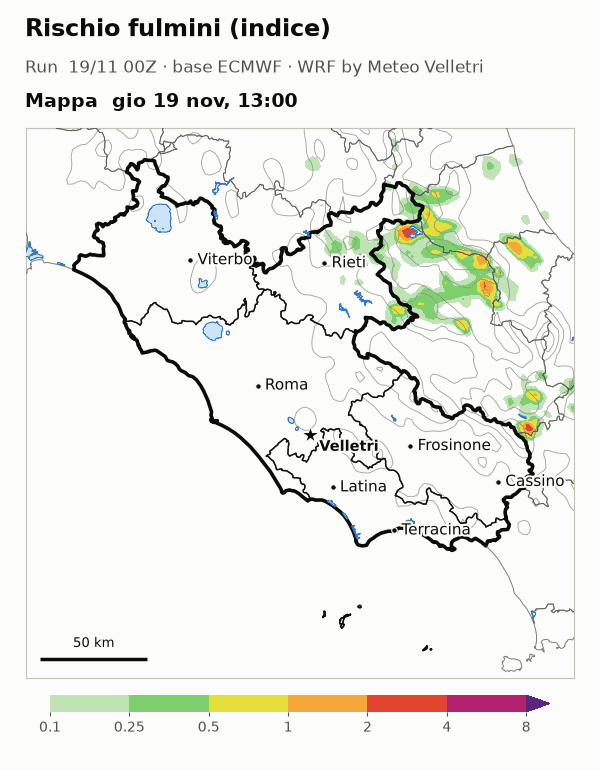 Rischio fulmini (indice)
Run 19/11 00Z · base ECMWF · WRF by Meteo Velletri
Mappa gio 19 nov, 13:00
Viterbo
Rieti
Roma
Velletri
Frosinone
Latina
Cassino
Terracina
50 km
0.1 0.25 0.5 1 2 4 8